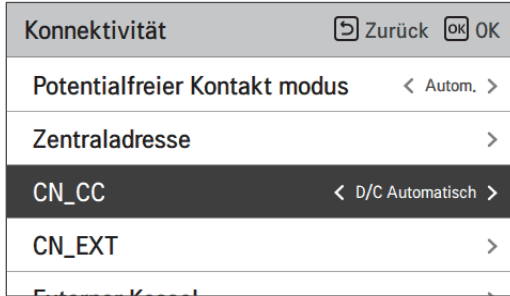 Konnektivität Zurück OK OK
Potentialfreier Kontakt modus < Autom. >
Zentraladresse >
CN_CC < D/C Automatisch >
CN_EXT >